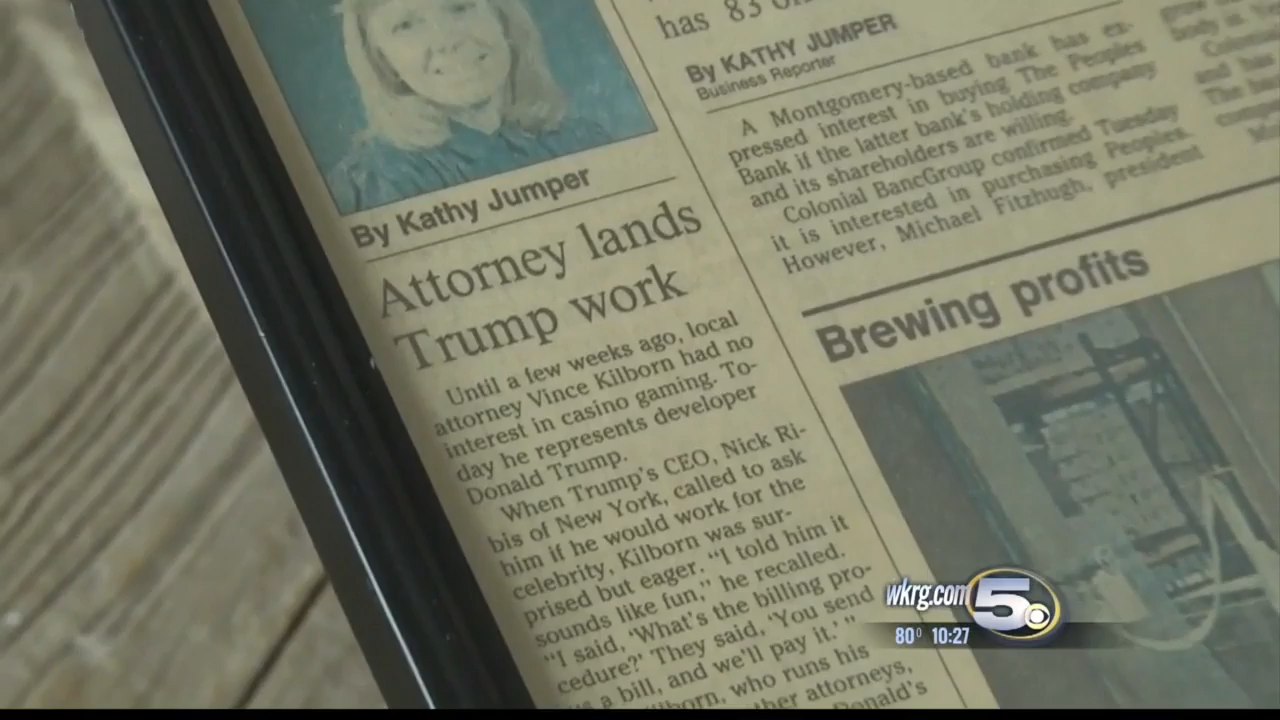 By Kathy Jumper
Attorney lands
Trump work
Until a few weeks ago, local
attorney Vince Kilborn had no
interest in casino gaming. To-
day he represents developer
Donald Trump.
When Trump's CEO, Nick Ri-
bis of New York, called to ask
him if he would work for the
celebrity, Kilborn was sur-
prised but eager. "I told him it
sounds like fun," he recalled.
"I said, 'What's the billing pro-
cedure?' They said, 'You send
us a bill, and we'll pay it.' "
who runs his
attorneys,
has 83
By KATHY JUMPER
Business Reporter
A Montgomery-based bank has ex-
pressed interest in buying The Peoples
Bank if the latter bank's holding company
and its shareholders are willing.
Colonial BancGroup confirmed Tuesday
it is interested in purchasing Peoples.
However, Michael Fitzhugh, president
and has
Brewing profits
wkrg.com 5
80° 10:27